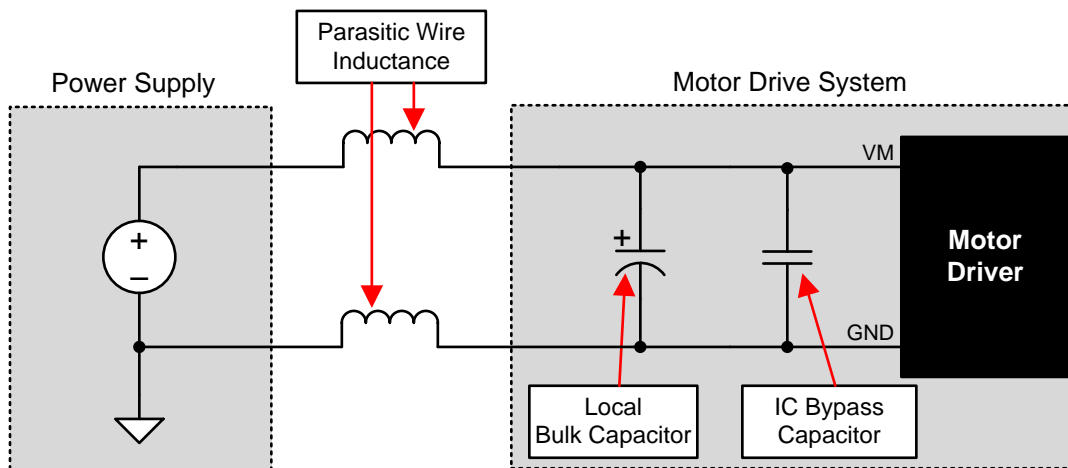 Parasitic Wire
Inductance
Power Supply
Motor Drive System
VM
+
–
+
Motor
Driver
GND
Local
Bulk Capacitor
IC Bypass
Capacitor